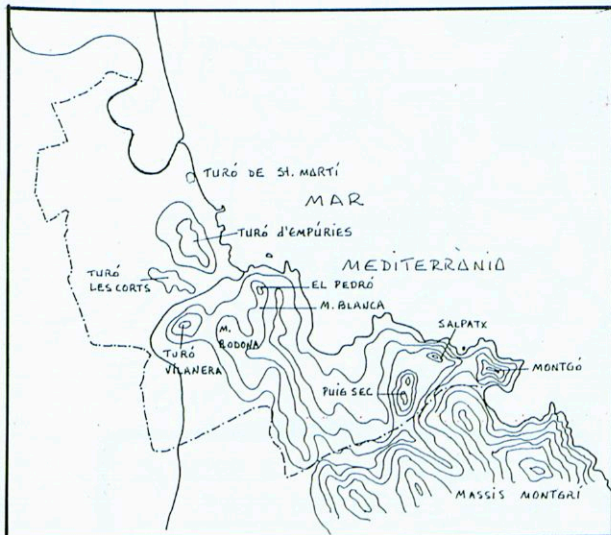 TURÓ DE St. MARTÍ
MAR
TURÓ d'EMPÚRIES
MEDITERRÀNIA
TURÓ
LES CORTS
EL PEDRÓ
M. BLANCA
SALPATX
M.
RODONA
TURÓ
VILANERA
MONTGÓ
PUIG SEC
MASSIS MONTGRÍ